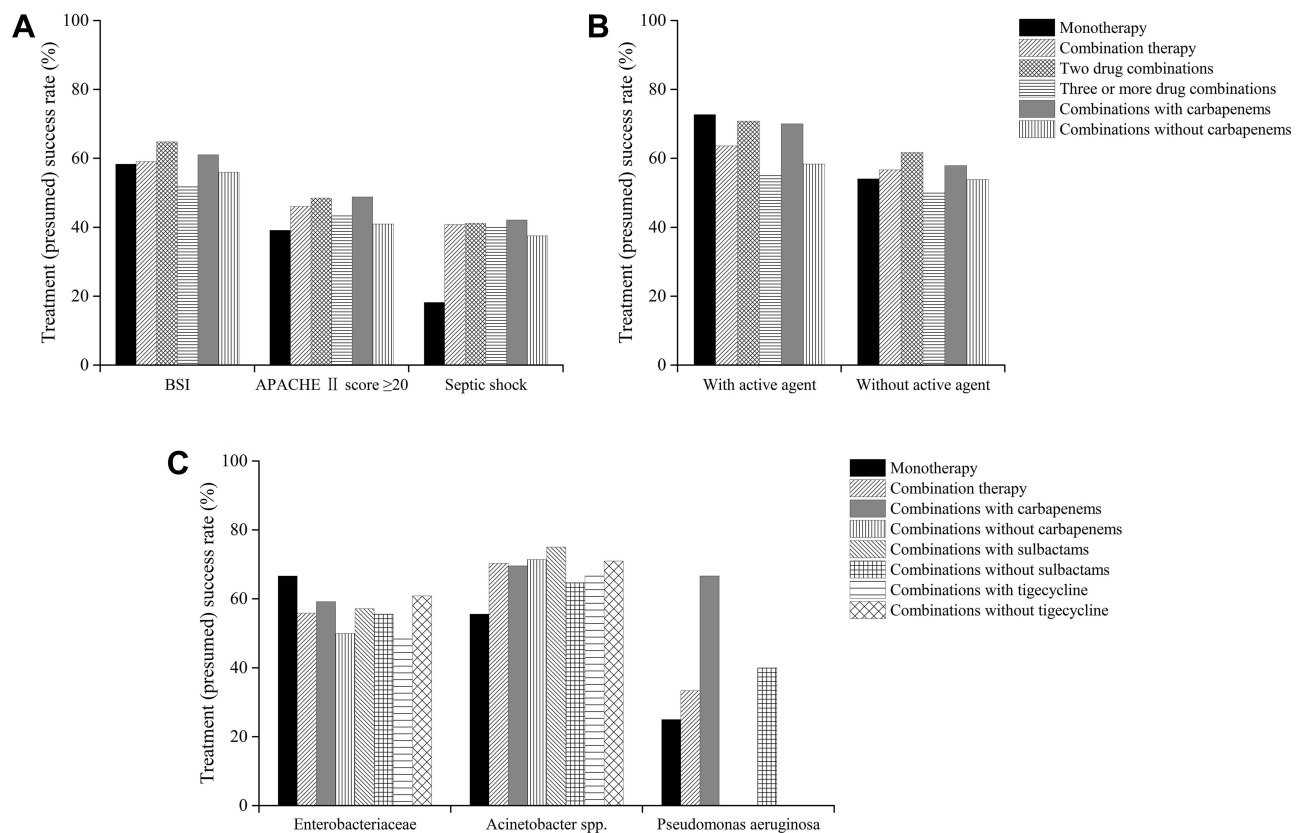 A
Treatment (presumed) success rate (%)
100
80
60
40
20
0
BSI
APACHE Ⅱ score ≥20
Septic shock
B
Treatment (presumed) success rate (%)
100
80
60
40
20
0
With active agent
Without active agent
Monotherapy
Combination therapy
Two drug combinations
Three or more drug combinations
Combinations with carbapenems
Combinations without carbapenems
C
Treatment (presumed) success rate (%)
100
80
60
40
20
0
Enterobacteriaceae
Acinetobacter spp.
Pseudomonas aeruginosa
Monotherapy
Combination therapy
Combinations with carbapenems
Combinations without carbapenems
Combinations with sulbactams
Combinations without sulbactams
Combinations with tigecycline
Combinations without tigecycline